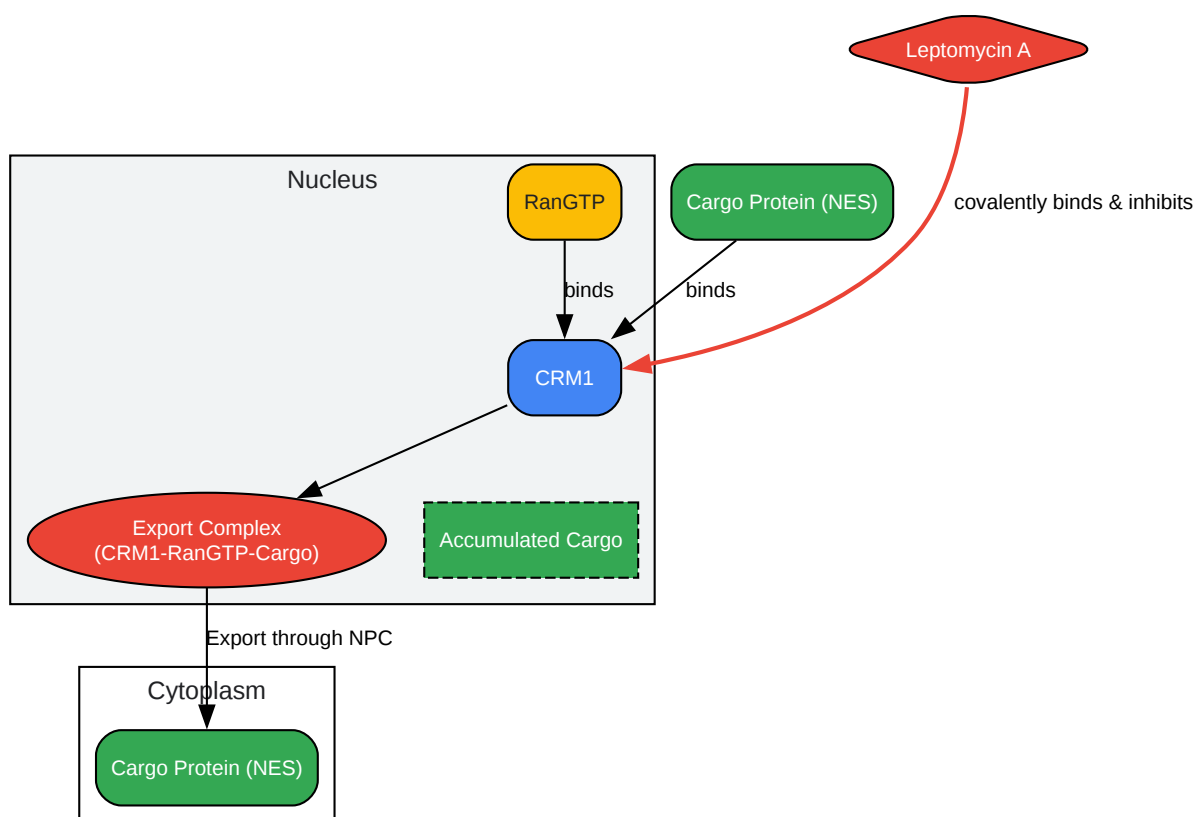 Leptomycin A
Nucleus
RanGTP
Cargo Protein (NES)
covalently binds & inhibits
binds
binds
CRM1
Export Complex
(CRM1-RanGTP-Cargo)
Accumulated Cargo
Export through NPC
Cytoplasm
Cargo Protein (NES)